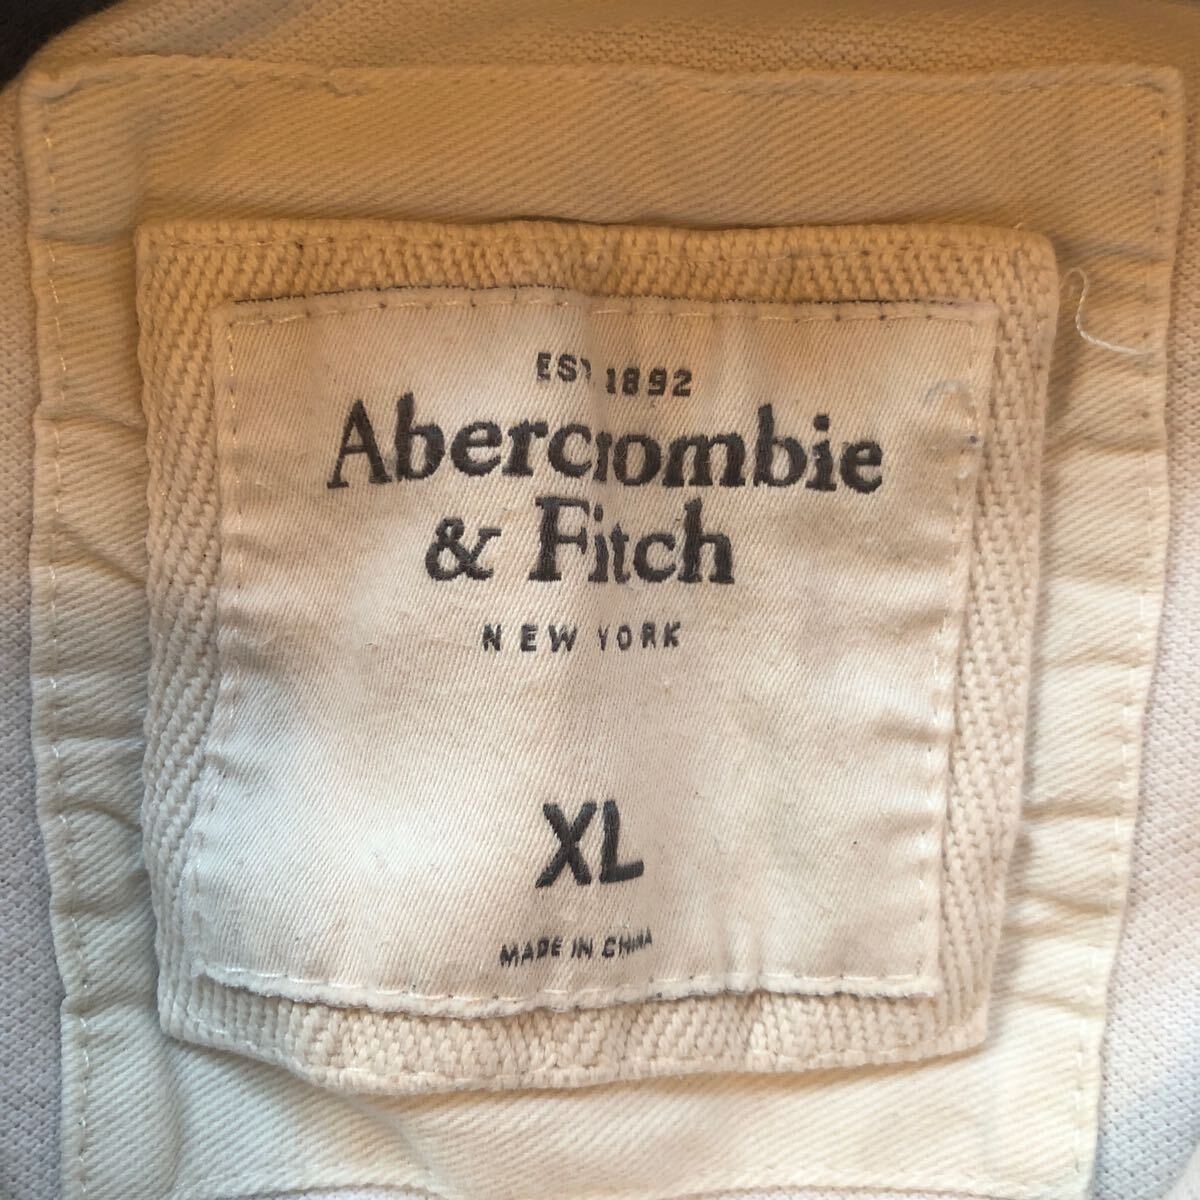 EST. 1892
Abercrombie
& Fitch
NEW YORK
XL
MADE IN CHINA